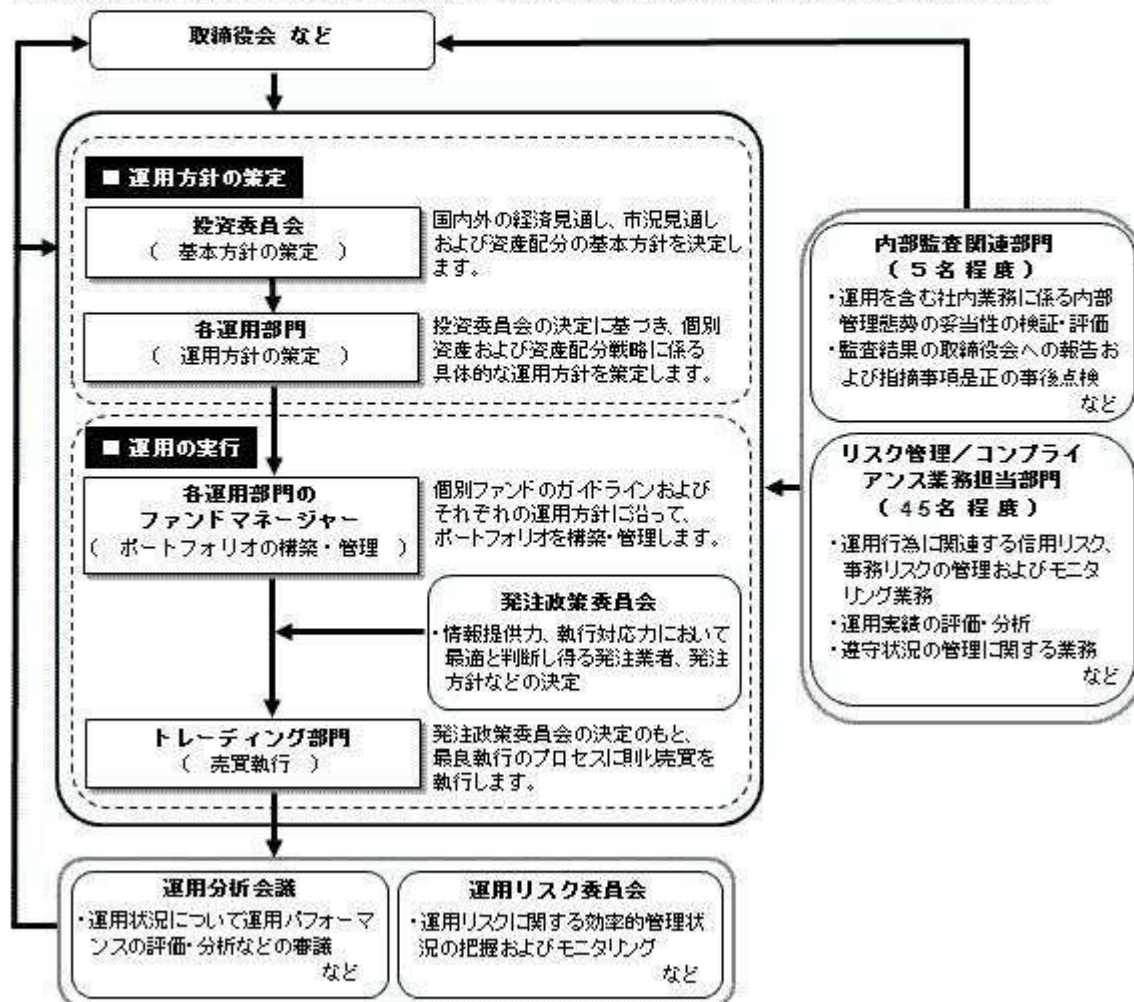 取締役会 など
■ 運用方針の策定
投資委員会
( 基本方針の策定 )
国内外の経済見通し、市況見通し
および資産配分の基本方針を決定し
ます。
各運用部門
( 運用方針の策定 )
投資委員会の決定に基づき、個別
資産および資産配分戦略に係る
具体的な運用方針を策定します。
■ 運用の実行
各運用部門の
ファンドマネージャー
( ポートフォリオの構築・管理 )
個別ファンドのガイドラインおよび
それぞれの運用方針に沿って、
ポートフォリオを構築・管理します。
発注政策委員会
・情報提供力、執行対応力において
最適と判断し得る発注業者、発注
方針などの決定
トレーディング部門
( 売買執行 )
発注政策委員会の決定のもと、
最良執行のプロセスに則り売買を
執行します。
運用分析会議
・運用状況について運用パフォーマ
ンスの評価・分析などの審議
など
運用リスク委員会
・運用リスクに関する効率的管理状
況の把握およびモニタリング
など
内部監査関連部門
( 5名程度 )
・運用を含む社内業務に係る内部
管理態勢の妥当性の検証・評価
・監査結果の取締役会への報告お
よび指摘事項是正の事後点検
など
リスク管理/コンプライ
アンス業務担当部門
( 45名程度 )
・運用行為に関連する信用リスク、
事務リスクの管理およびモニタ
リング業務
・運用実績の評価・分析
・遵守状況の管理に関する業務
など